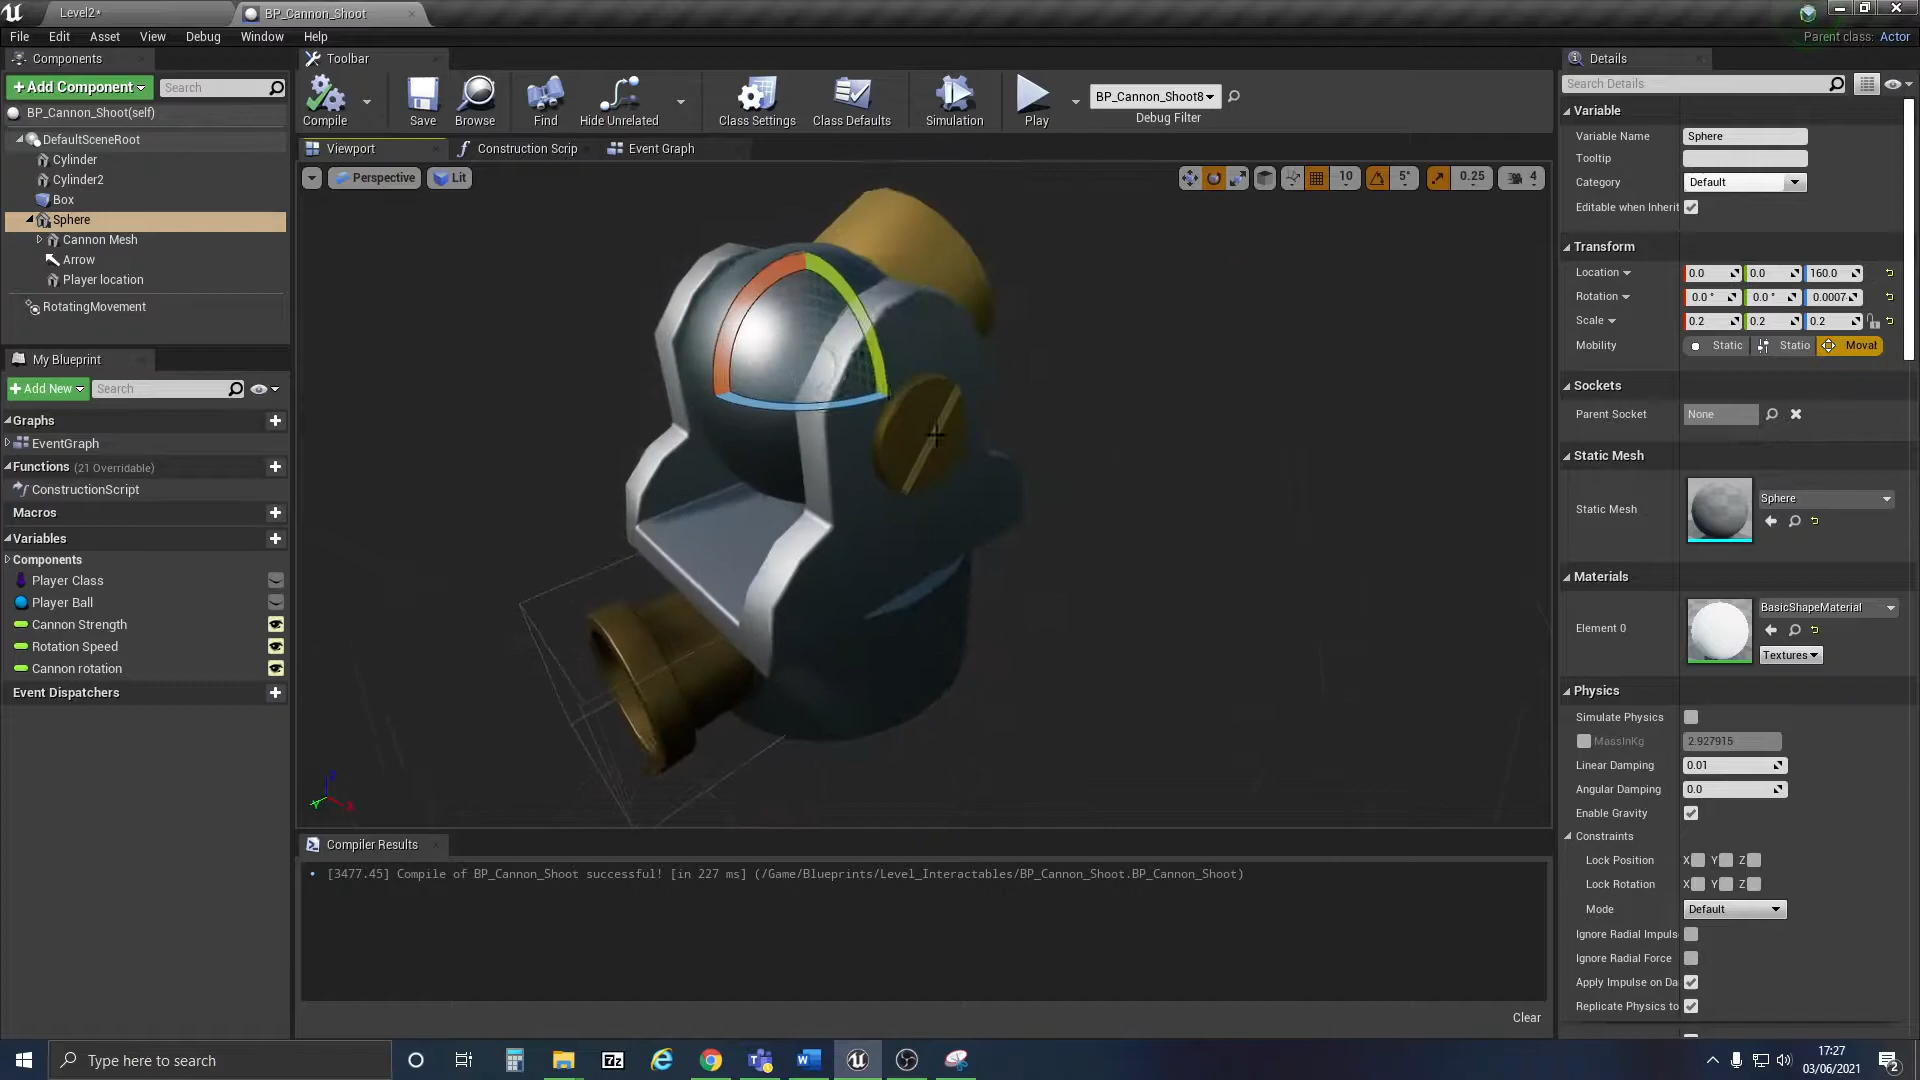 Level2*
BP_Cannon_Shoot
File Edit Asset View Debug Window Help
Parent class: Actor
Components
+Add Component
Search
BP_Cannon_Shoot(self)
DefaultSceneRoot
Cylinder
Cylinder2
Box
Sphere
Cannon Mesh
Arrow
Player location
RotatingMovement
My Blueprint
+Add New
Search
Graphs
EventGraph
Functions (21 Overridable)
ConstructionScript
Macros
Variables
Components
Player Class
Player Ball
Cannon Strength
Rotation Speed
Cannon rotation
Event Dispatchers
Toolbar
Compile
Save
Browse
Find
Hide Unrelated
Class Settings
Class Defaults
Simulation
Play
BP_Cannon_Shoot8
Debug Filter
Viewport
Construction Scrip
Event Graph
Perspective
Lit
10
5°
0.25
4
Compiler Results
• [3477.45] Compile of BP_Cannon_Shoot successful! [in 227 ms] (/Game/Blueprints/Level_Interactables/BP_Cannon_Shoot.BP_Cannon_Shoot)
Clear
Details
Search Details
Variable
Variable Name Sphere
Tooltip
Category Default
Editable when Inherit
Transform
Location 0.0 0.0 160.0
Rotation 0.0 ° 0.0 ° 0.0007
Scale 0.2 0.2 0.2
Mobility Static Statio Moval
Sockets
Parent Socket None
Static Mesh
Static Mesh Sphere
Materials
Element 0 BasicShapeMaterial
Textures
Physics
Simulate Physics
MassInKg 2.927915
Linear Damping 0.01
Angular Damping 0.0
Enable Gravity
Constraints
Lock Position X Y Z
Lock Rotation X Y Z
Mode Default
Ignore Radial Impuls
Ignore Radial Force
Apply Impulse on Da
Replicate Physics to
Type here to search
17:27
03/06/2021
2